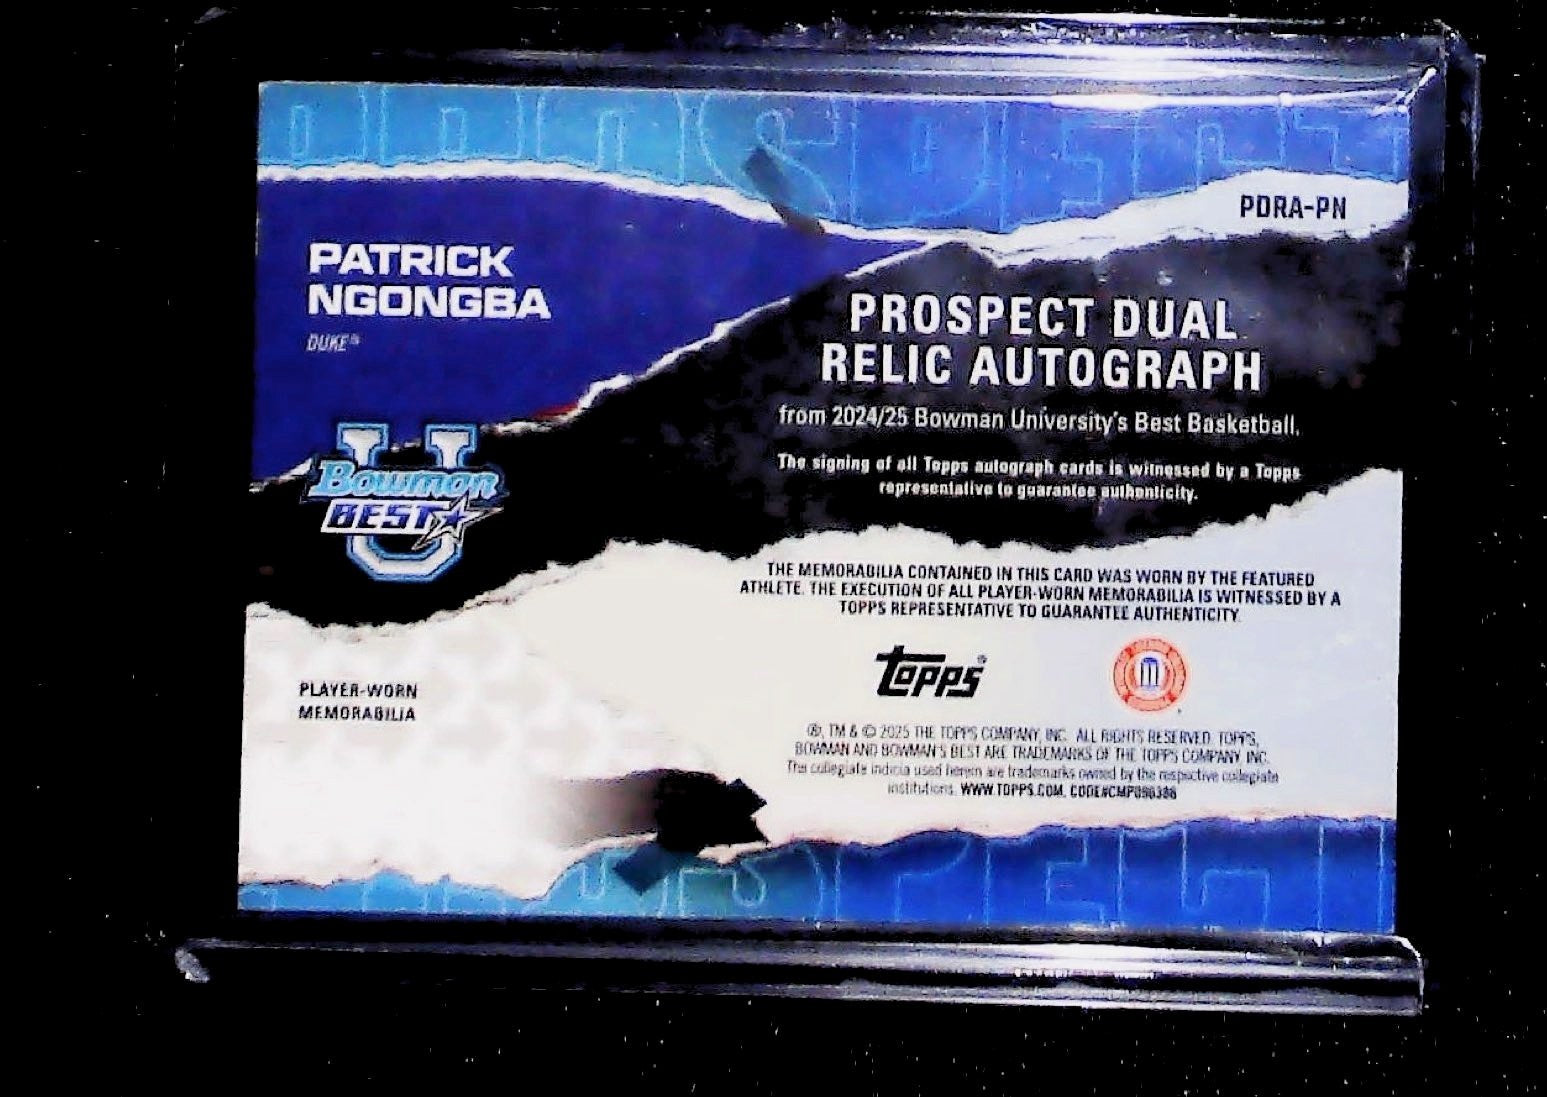 PDRA-PN
PATRICK
NGONGBA
DUKE®
PROSPECT DUAL
RELIC AUTOGRAPH
from 2024/25 Bowman University's Best Basketball.
The signing of all Topps autograph cards is witnessed by a Topps
representative to guarantee authenticity.
U
Bowman
BEST
THE MEMORABILIA CONTAINED IN THIS CARD WAS WORN BY THE FEATURED
ATHLETE. THE EXECUTION OF ALL PLAYER-WORN MEMORABILIA IS WITNESSED BY A
TOPPS REPRESENTATIVE TO GUARANTEE AUTHENTICITY.
PLAYER-WORN
MEMORABILIA
Topps®
®, TM & © 2025 THE TOPPS COMPANY, INC. ALL RIGHTS RESERVED. TOPPS,
BOWMAN AND BOWMAN'S BEST ARE TRADEMARKS OF THE TOPPS COMPANY, INC.
The collegiate indicia used herein are trademarks owned by the respective collegiate
institutions. WWW.TOPPS.COM.